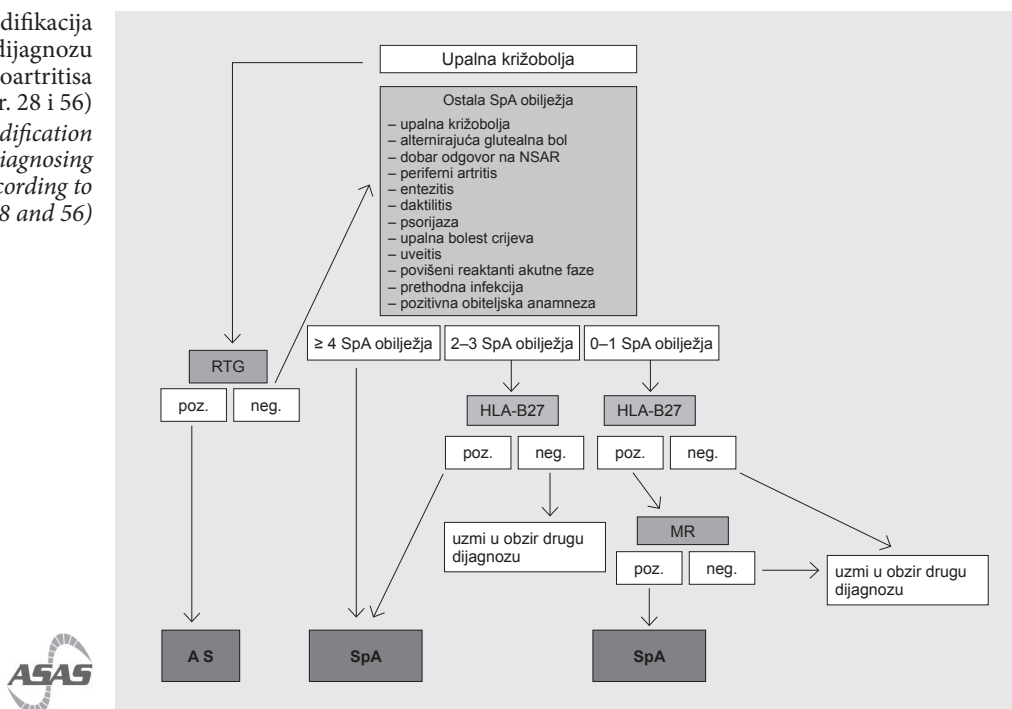 difikacija
dijagnozu
oartritisa
r. 28 i 56)
dification
iagnosing
cording to
8 and 56)
Upalna križobolja
Ostala SpA obilježja
– upalna križobolja
– alternirajuća glutealna bol
– dobar odgovor na NSAR
– periferni artritis
– entezitis
– daktilitis
– psorijaza
– upalna bolest crijeva
– uveitis
– povišeni reaktanti akutne faze
– prethodna infekcija
– pozitivna obiteljska anamneza
≥ 4 SpA obilježja
2–3 SpA obilježja
0–1 SpA obilježja
RTG
poz.
neg.
HLA-B27
HLA-B27
poz.
neg.
poz.
neg.
uzmi u obzir drugu
dijagnozu
MR
poz.
neg.
uzmi u obzir drugu
dijagnozu
A S
SpA
SpA
ASAS